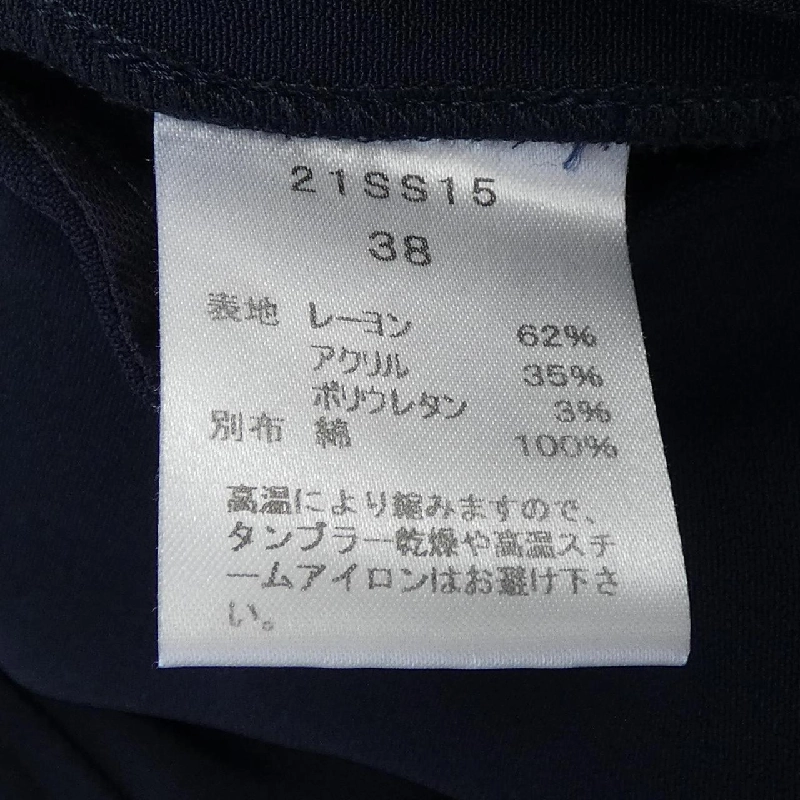 21SS15
38
表地 レーヨン 62%
アクリル 35%
ポリウレタン 3%
別布 綿 100%
高温により縮みますので、
タンブラー乾燥や高温スチ
ームアイロンはお避け下さ
い。